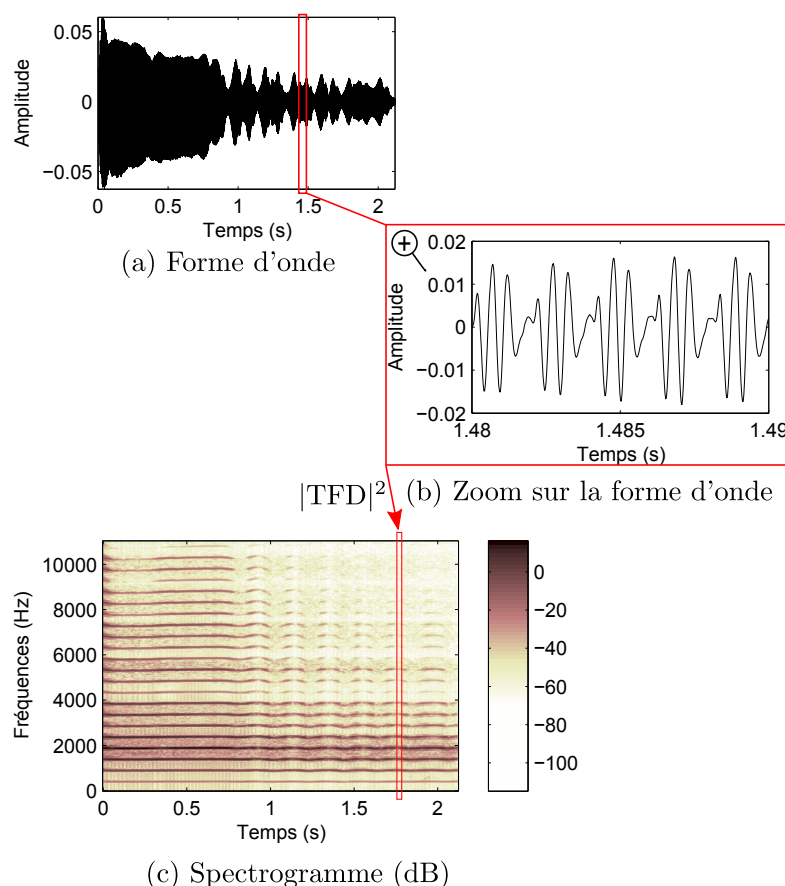 0.05
0
−0.05
Amplitude
0 0.5 1 1.5 2
Temps (s)
(a) Forme d'onde
+
0.02
0.01
0
−0.01
−0.02
Amplitude
1.48 1.485 1.49
Temps (s)
(b) Zoom sur la forme d'onde
|TFD|²
10000
8000
6000
4000
2000
0
Fréquences (Hz)
0 0.5 1 1.5 2
Temps (s)
0
−20
−40
−60
−80
−100
(c) Spectrogramme (dB)